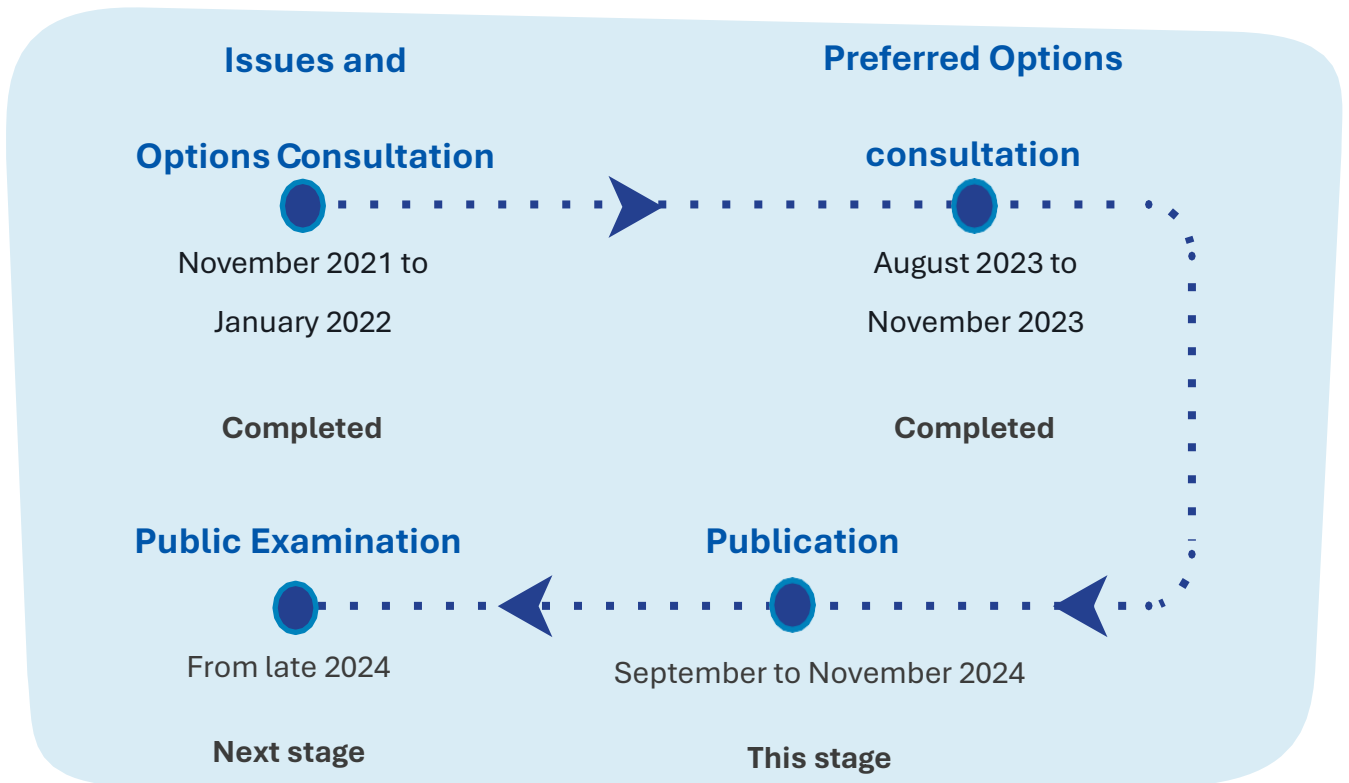 Issues and
Options Consultation
November 2021 to
January 2022
Completed
Preferred Options
consultation
August 2023 to
November 2023
Completed
Publication
September to November 2024
This stage
Public Examination
From late 2024
Next stage